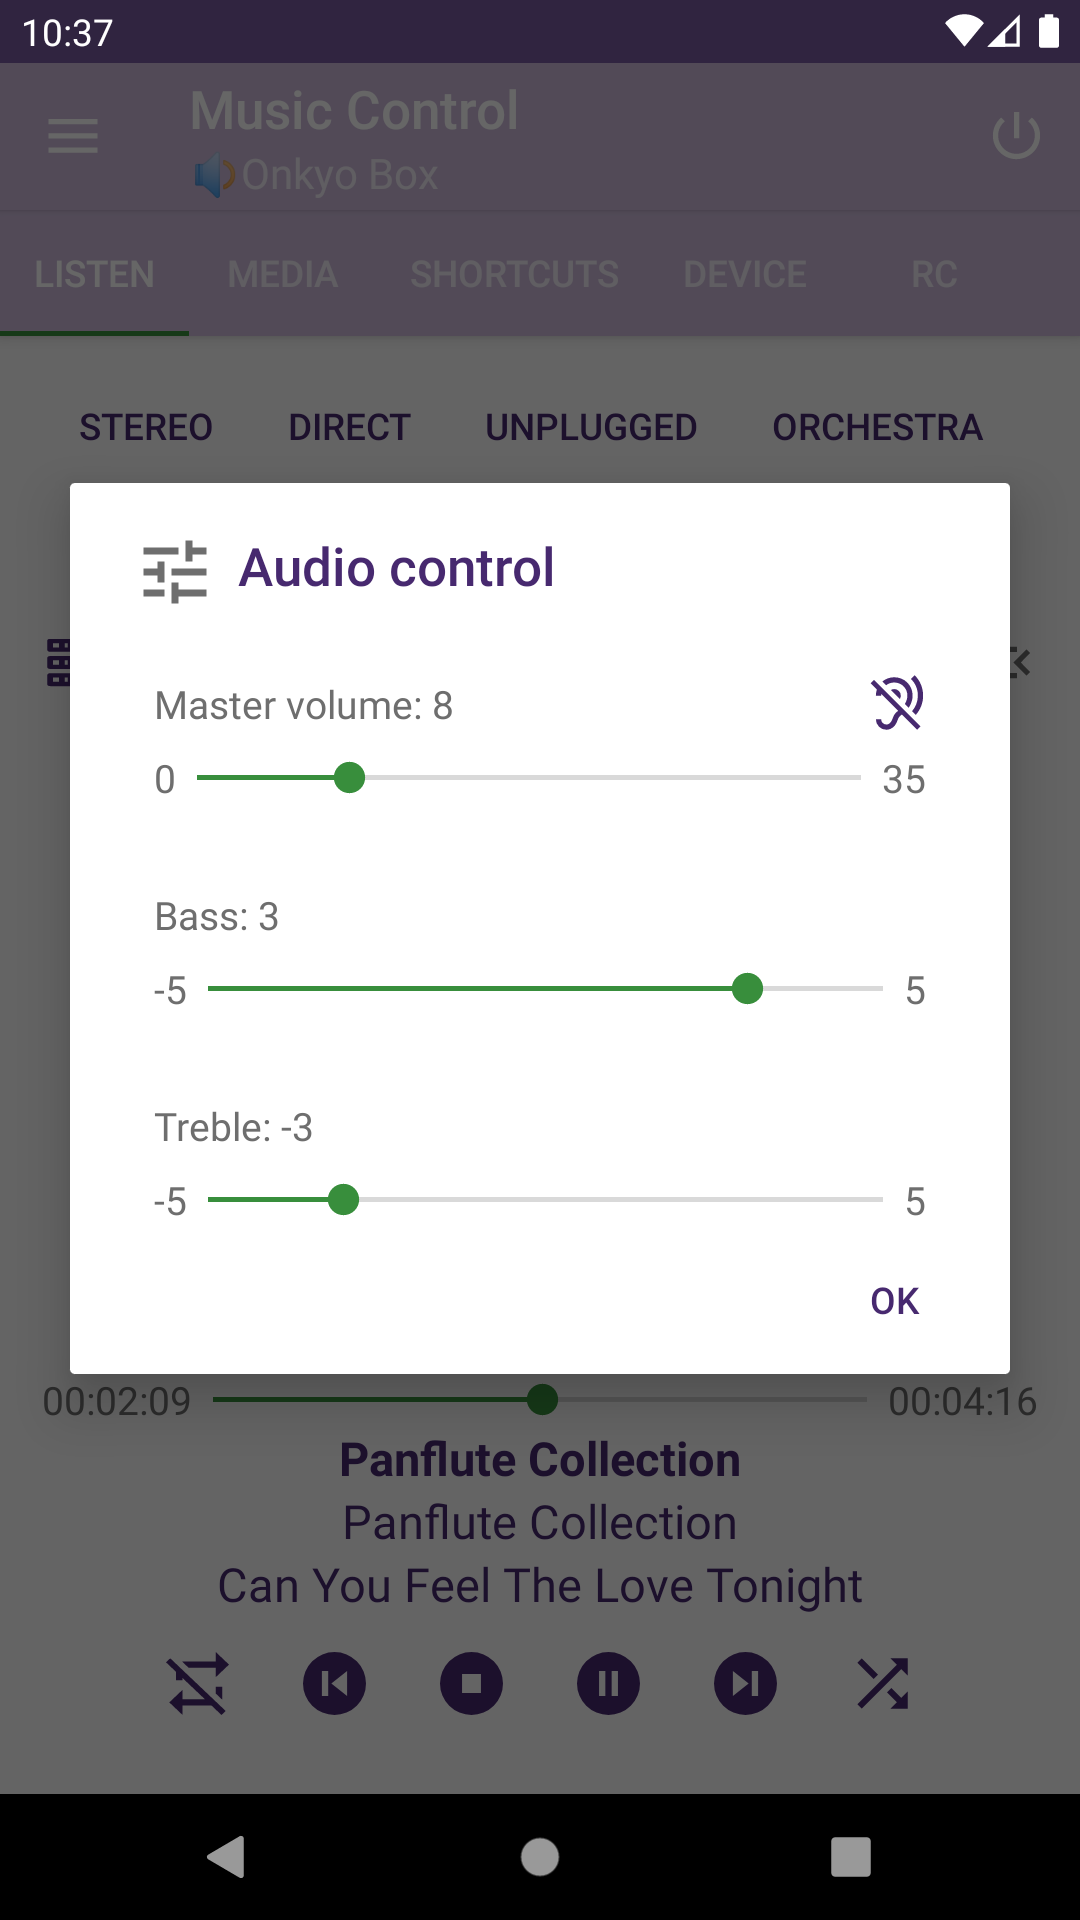 10:37
Music Control
Onkyo Box
LISTEN MEDIA SHORTCUTS DEVICE RC
STEREO DIRECT UNPLUGGED ORCHESTRA
Audio control
Master volume: 8
0 35
Bass: 3
-5 5
Treble: -3
-5 5
OK
00:02:09 00:04:16
Panflute Collection
Panflute Collection
Can You Feel The Love Tonight